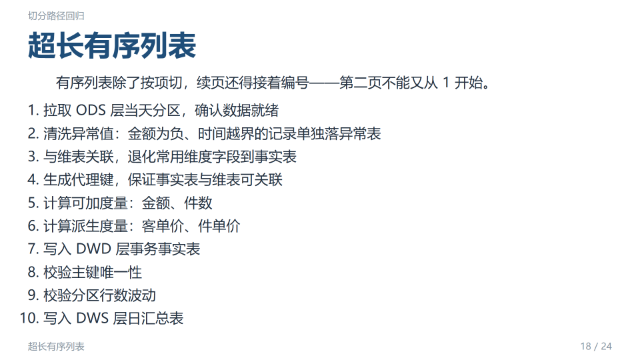 切分路径回归
超长有序列表
有序列表除了按项切，续页还得接着编号——第二页不能又从 1 开始。
1. 拉取 ODS 层当天分区，确认数据就绪
2. 清洗异常值：金额为负、时间越界的记录单独落异常表
3. 与维表关联，退化常用维度字段到事实表
4. 生成代理键，保证事实表与维表可关联
5. 计算可加度量：金额、件数
6. 计算派生度量：客单价、件单价
7. 写入 DWD 层事务事实表
8. 校验主键唯一性
9. 校验分区行数波动
10. 写入 DWS 层日汇总表
超长有序列表
18 / 24